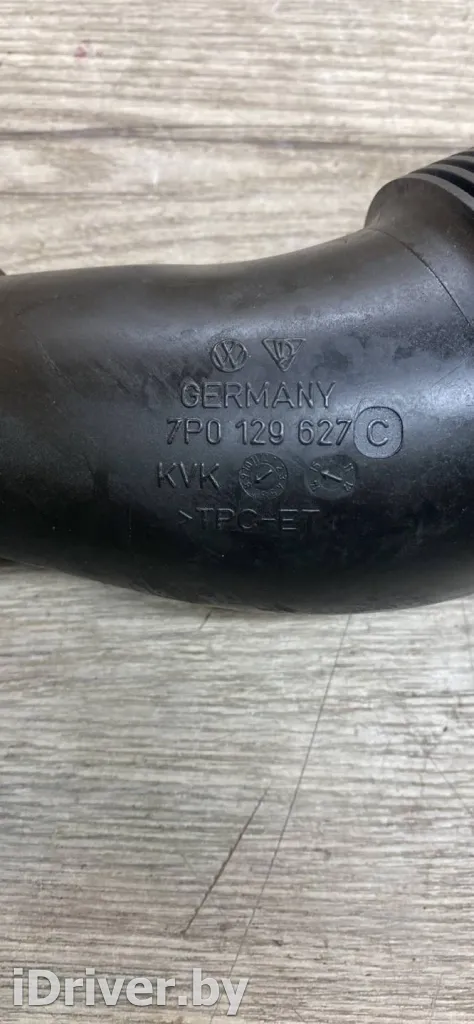 GERMANY
7P0 129 627 C
KVK
>TPC-ET
iDriver.by